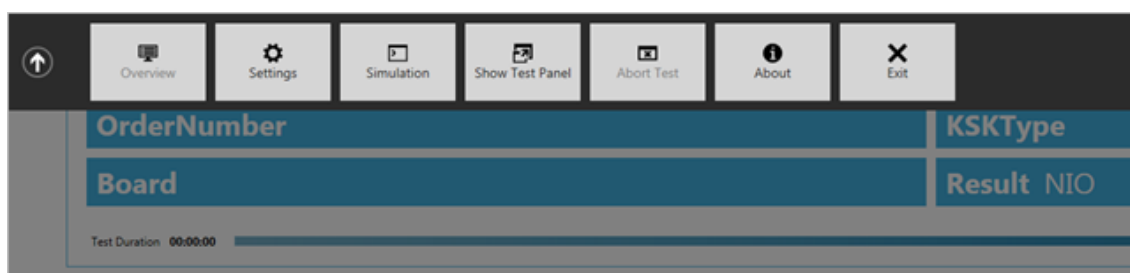 Overview Settings Simulation Show Test Panel Abort Test About Exit
OrderNumber KSKType
Board Result NIO
Test Duration 00:00:00